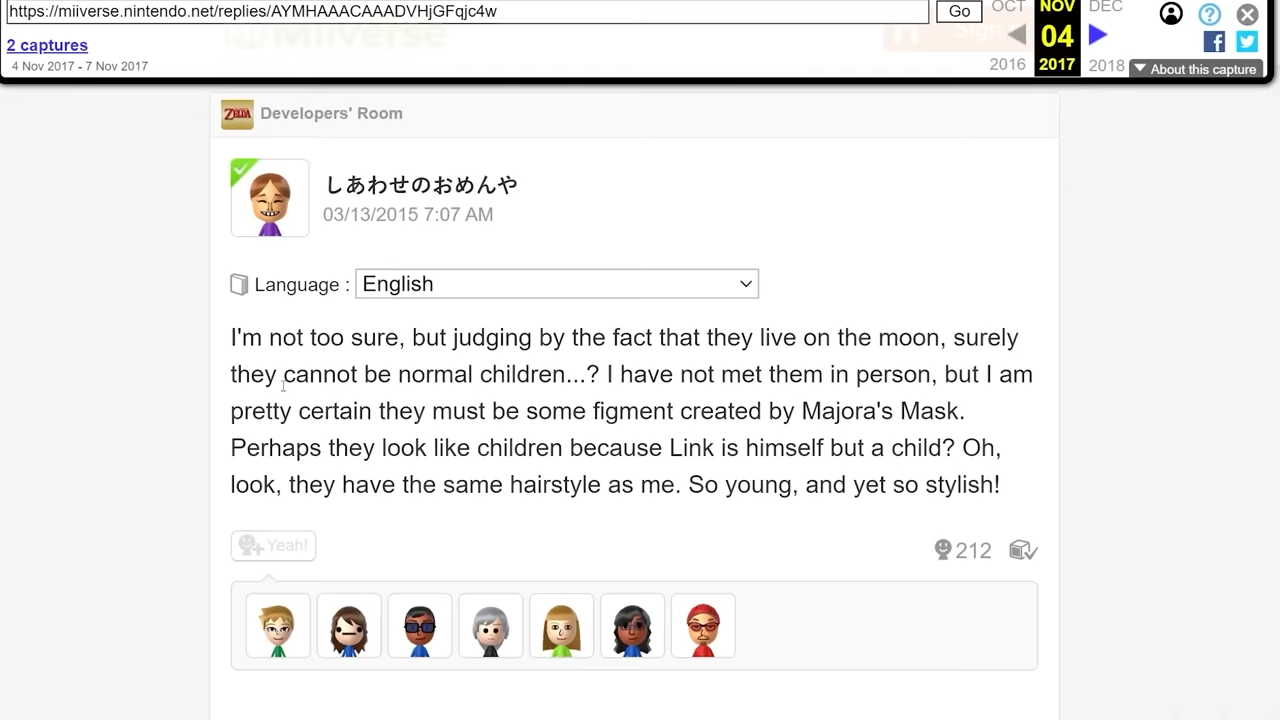 https://miiverse.nintendo.net/replies/AYMHAAACAAADVHjGFqjc4w Go OCT NOV DEC
2 captures 04
4 Nov 2017 - 7 Nov 2017 2016 2017 2018 About this capture
Miiverse Sign
ZELDA Developers' Room
しあわせのおめんや
03/13/2015 7:07 AM
Language : English
I'm not too sure, but judging by the fact that they live on the moon, surely
they cannot be normal children...? I have not met them in person, but I am
pretty certain they must be some figment created by Majora's Mask.
Perhaps they look like children because Link is himself but a child? Oh,
look, they have the same hairstyle as me. So young, and yet so stylish!
Yeah! 212